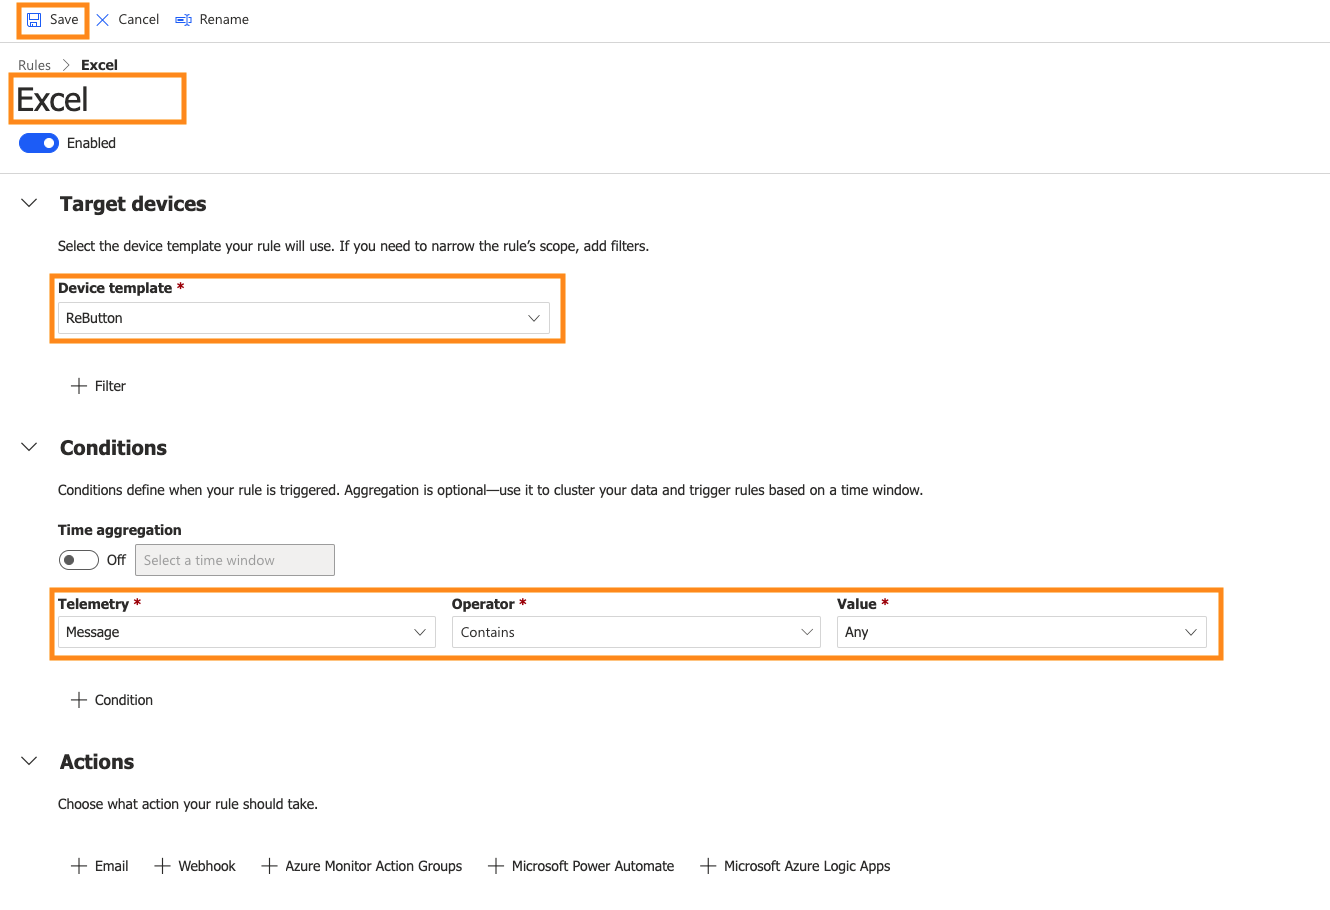 Save Cancel Rename
Rules > Excel
Excel
Enabled
Target devices
Select the device template your rule will use. If you need to narrow the rule’s scope, add filters.
Device template *
ReButton
Filter
Conditions
Conditions define when your rule is triggered. Aggregation is optional—use it to cluster your data and trigger rules based on a time window.
Time aggregation
Off Select a time window
Telemetry * Operator * Value *
Message Contains Any
Condition
Actions
Choose what action your rule should take.
Email Webhook Azure Monitor Action Groups Microsoft Power Automate Microsoft Azure Logic Apps